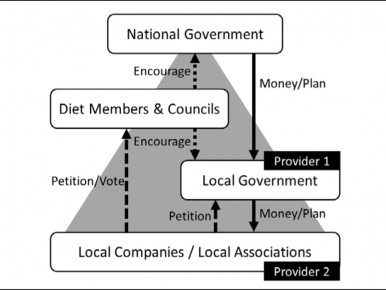 National Government
Encourage
Money/Plan
Diet Members & Councils
Encourage
Provider 1
Petition/Vote
Local Government
Petition
Money/Plan
Local Companies / Local Associations
Provider 2